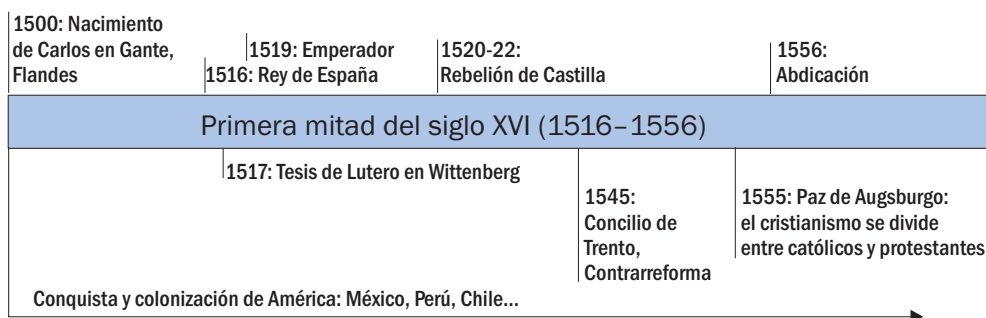 1500: Nacimiento
de Carlos en Gante,
Flandes
1519: Emperador
1516: Rey de España
1520-22:
Rebelión de Castilla
1556:
Abdicación
Primera mitad del siglo XVI (1516–1556)
1517: Tesis de Lutero en Wittenberg
1545:
Concilio de
Trento,
Contrarreforma
1555: Paz de Augsburgo:
el cristianismo se divide
entre católicos y protestantes
Conquista y colonización de América: México, Perú, Chile...